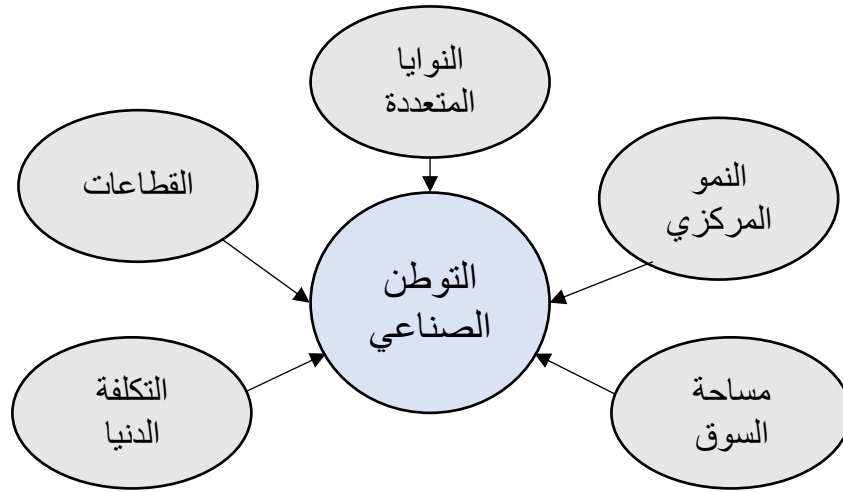 النوايا
المتعددة
النمو
المركزي
القطاعات
التوطن
الصناعي
مساحة
السوق
التكلفة
الدنيا